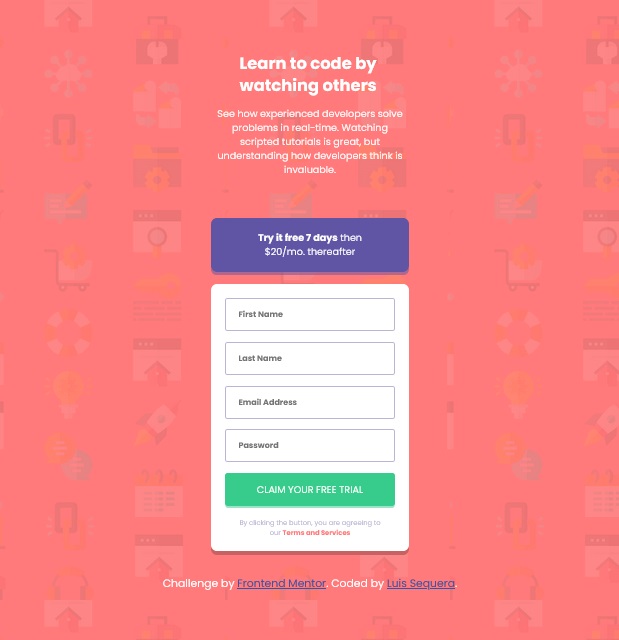 Learn to code by
watching others
See how experienced developers solve
problems in real-time. Watching
scripted tutorials is great, but
understanding how developers think is
invaluable.
Try it free 7 days then
$20/mo. thereafter
First Name
Last Name
Email Address
Password
CLAIM YOUR FREE TRIAL
By clicking the button, you are agreeing to
our Terms and Services
Challenge by Frontend Mentor. Coded by Luis Sequera.